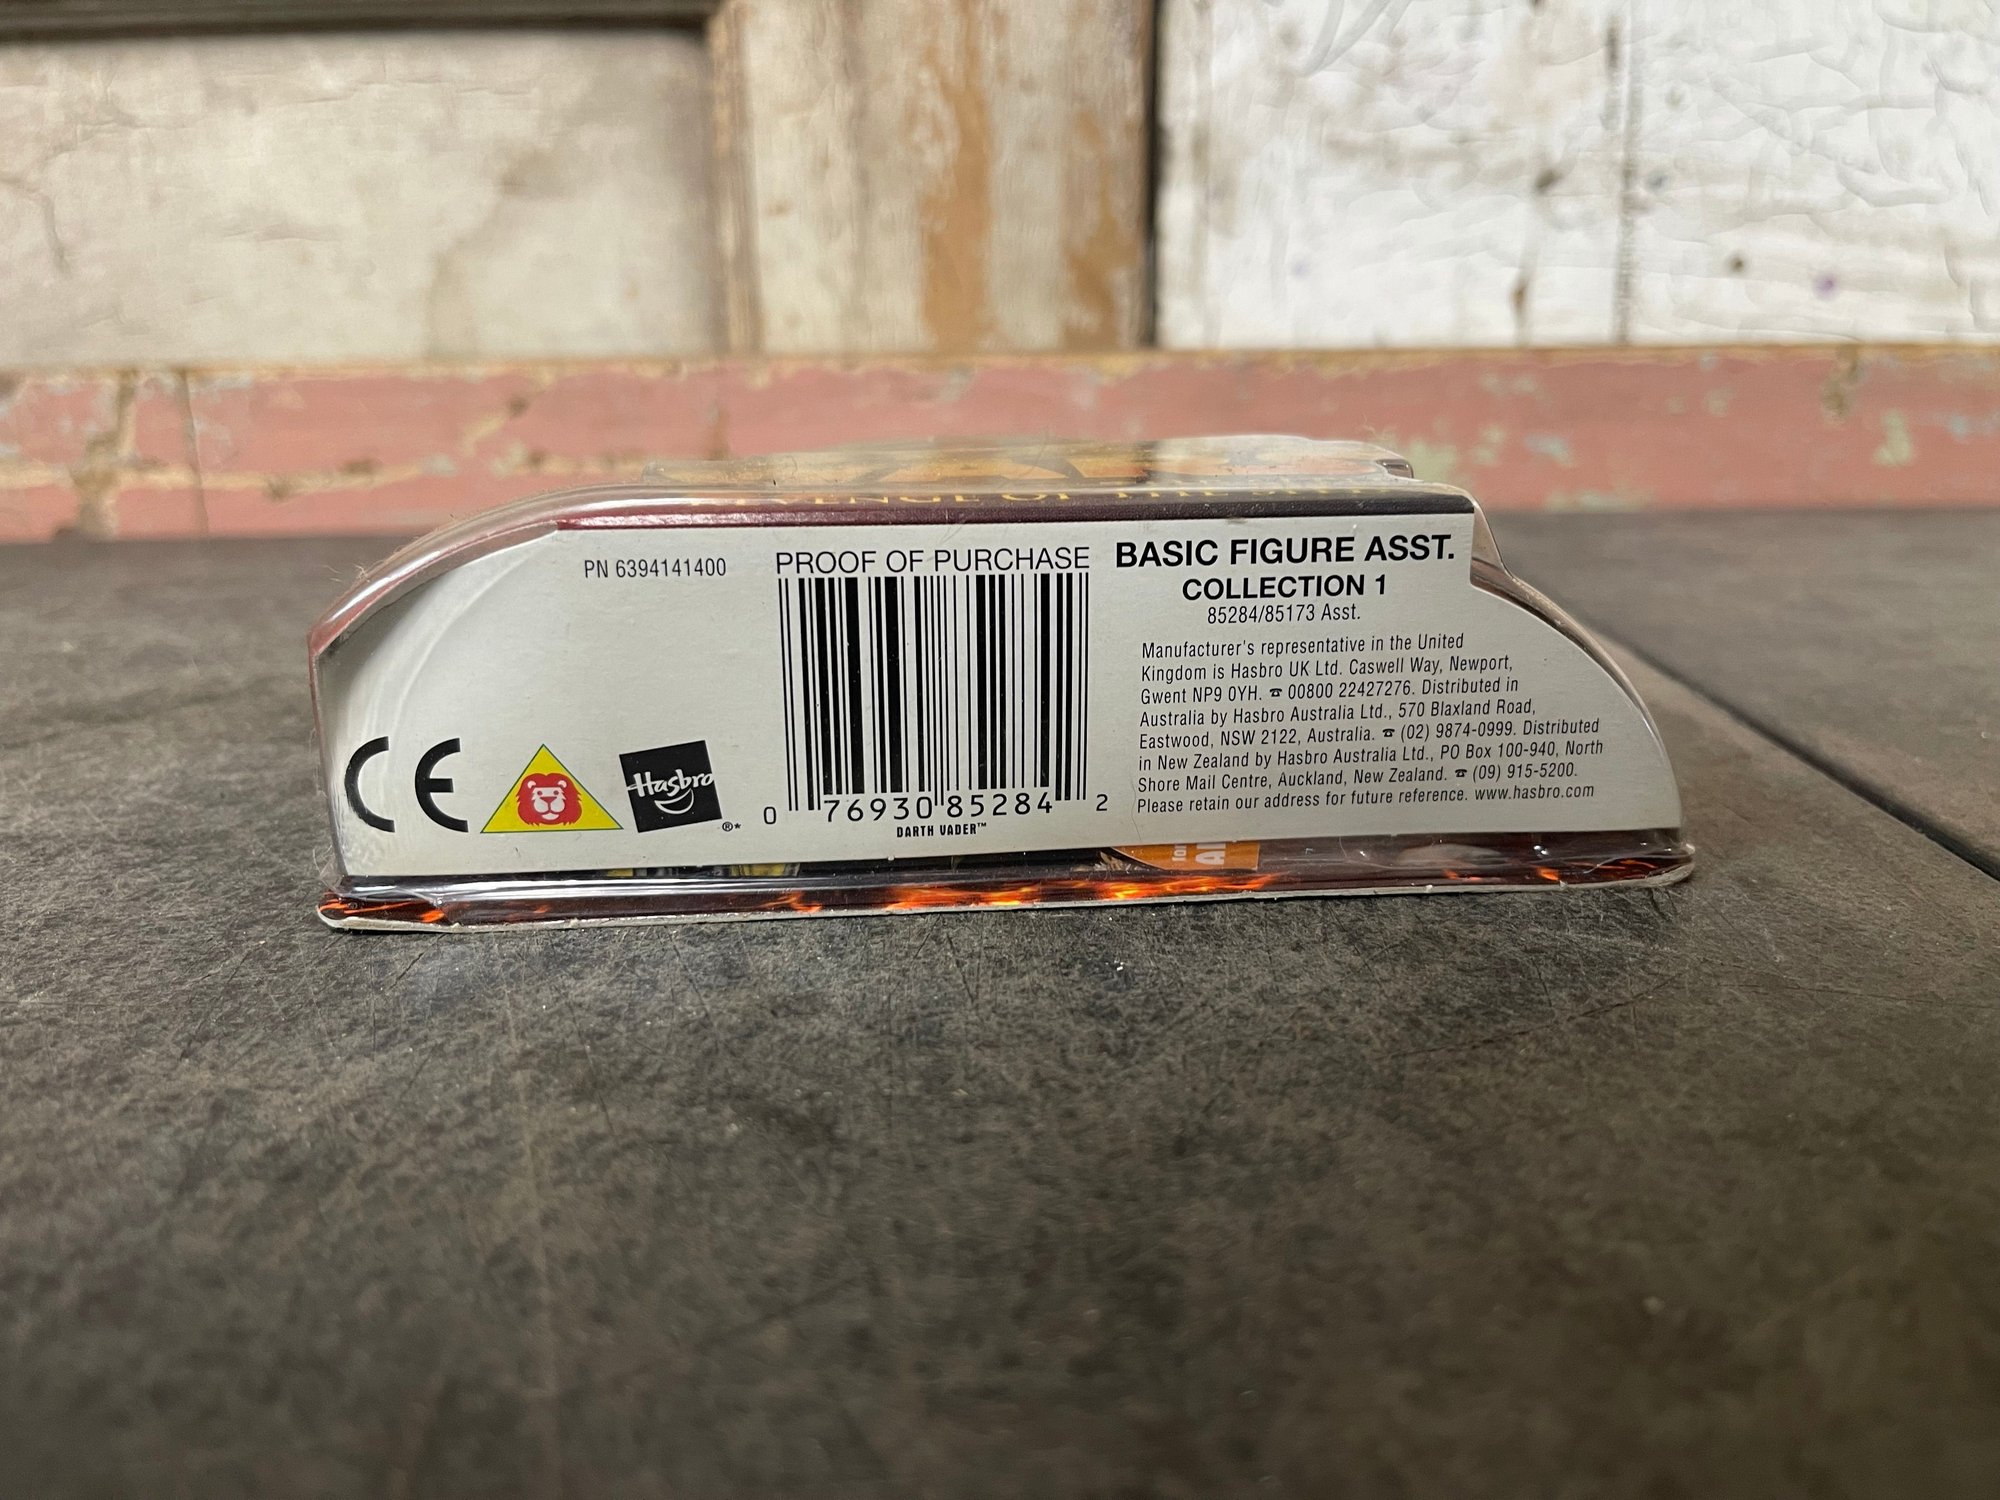 REVENGE OF THE SITH
PN 6394141400
CE
Hasbro
®*
PROOF OF PURCHASE
0 76930 85284 2
DARTH VADER™
BASIC FIGURE ASST.
COLLECTION 1
85284/85173 Asst.
Manufacturer's representative in the United
Kingdom is Hasbro UK Ltd. Caswell Way, Newport,
Gwent NP9 0YH. ☎ 00800 22427276. Distributed in
Australia by Hasbro Australia Ltd., 570 Blaxland Road,
Eastwood, NSW 2122, Australia. ☎ (02) 9874-0999. Distributed
in New Zealand by Hasbro Australia Ltd., PO Box 100-940, North
Shore Mail Centre, Auckland, New Zealand. ☎ (09) 915-5200.
Please retain our address for future reference. www.hasbro.com